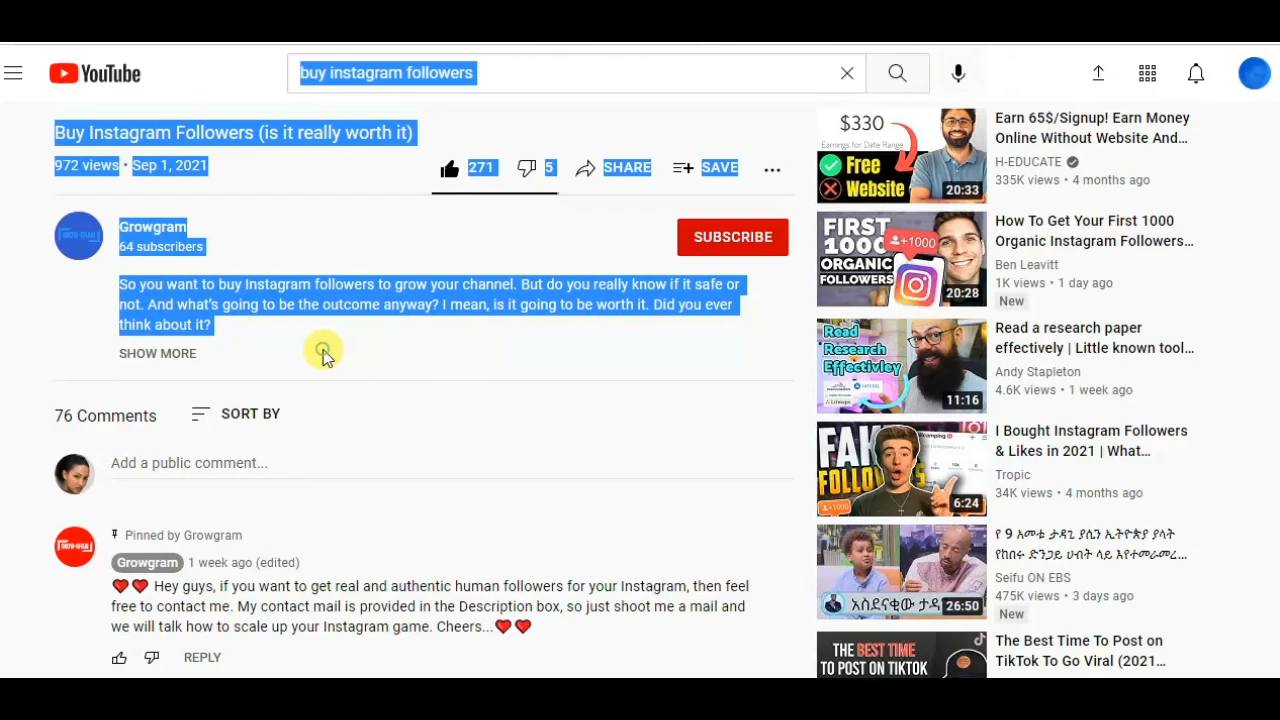 YouTube
buy instagram followers
Buy Instagram Followers (is it really worth it)
972 views • Sep 1, 2021
271
5
SHARE
SAVE
Growgram
64 subscribers
SUBSCRIBE
So you want to buy Instagram followers to grow your channel. But do you really know if it safe or
not. And what's going to be the outcome anyway? I mean, is it going to be worth it. Did you ever
think about it?
SHOW MORE
76 Comments
SORT BY
Add a public comment...
Pinned by Growgram
Growgram 1 week ago (edited)
❤️❤️ Hey guys, if you want to get real and authentic human followers for your Instagram, then feel
free to contact me. My contact mail is provided in the Description box, so just shoot me a mail and
we will talk how to scale up your Instagram game. Cheers...❤️❤️
REPLY
$330
Earnings for Date Range
Free
Website
20:33
Earn 65$/Signup! Earn Money
Online Without Website And...
H-EDUCATE
335K views • 4 months ago
FIRST
1000
ORGANIC
FOLLOWERS
+1000
20:28
How To Get Your First 1000
Organic Instagram Followers...
Ben Leavitt
1K views • 1 day ago
New
Read
Research
Effectivley
11:16
Read a research paper
effectively | Little known tool...
Andy Stapleton
4.6K views • 1 week ago
FAKE
+1000
6:24
I Bought Instagram Followers
& Likes in 2021 | What...
Tropic
34K views • 4 months ago
26:50
የ 9 አመቱ ታዳጊ ያሲን ኢትዮጵያ ያላት
Seifu ON EBS
475K views • 3 days ago
New
THE BEST TIME
TO POST ON TIKTOK
The Best Time To Post on
TikTok To Go Viral (2021...